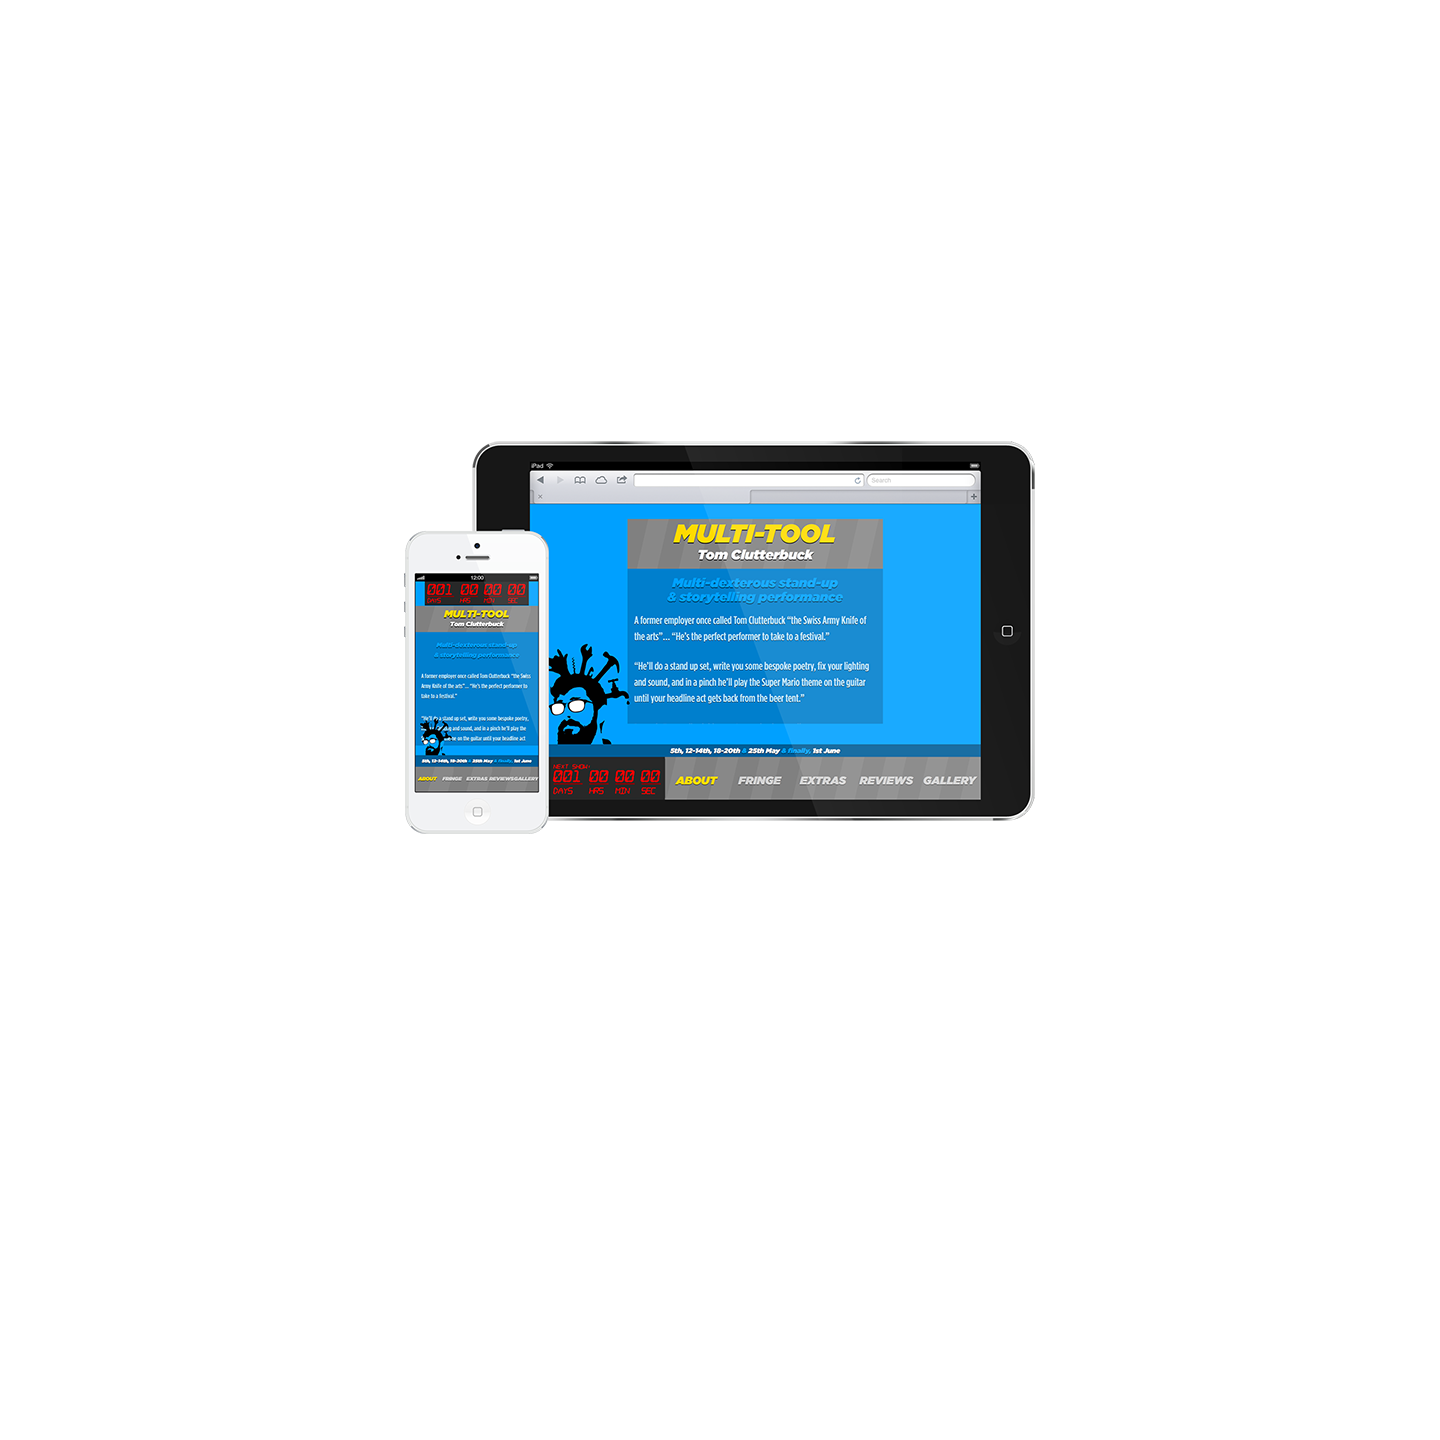 iPad
Search
MULTI-TOOL
Tom Clutterbuck
Multi-dexterous stand-up
& storytelling performance
A former employer once called Tom Clutterbuck “the Swiss Army Knife of
the arts”... “He’s the perfect performer to take to a festival.”
“He’ll do a stand up set, write you some bespoke poetry, fix your lighting
and sound, and in a pinch he’ll play the Super Mario theme on the guitar
until your headline act gets back from the beer tent.”
5th, 12-14th, 18-20th & 25th May & finally, 1st June
NEXT SHOW:
001 00 00 00
DAYS HRS MIN SEC
ABOUT FRINGE EXTRAS REVIEWS GALLERY
12:00
001 00 00 00
DAYS HRS MIN SEC
MULTI-TOOL
Tom Clutterbuck
Multi-dexterous stand-up
& storytelling performance
A former employer once called Tom Clutterbuck “the Swiss
Army Knife of the arts”... “He’s the perfect performer to
take to a festival.”
“He’ll do a stand up set, write you some bespoke poetry,
and sound, and in a pinch he’ll play the
on the guitar until your headline act
5th, 12-14th, 18-20th & 25th May & finally, 1st June
ABOUT FRINGE EXTRAS REVIEWS GALLERY